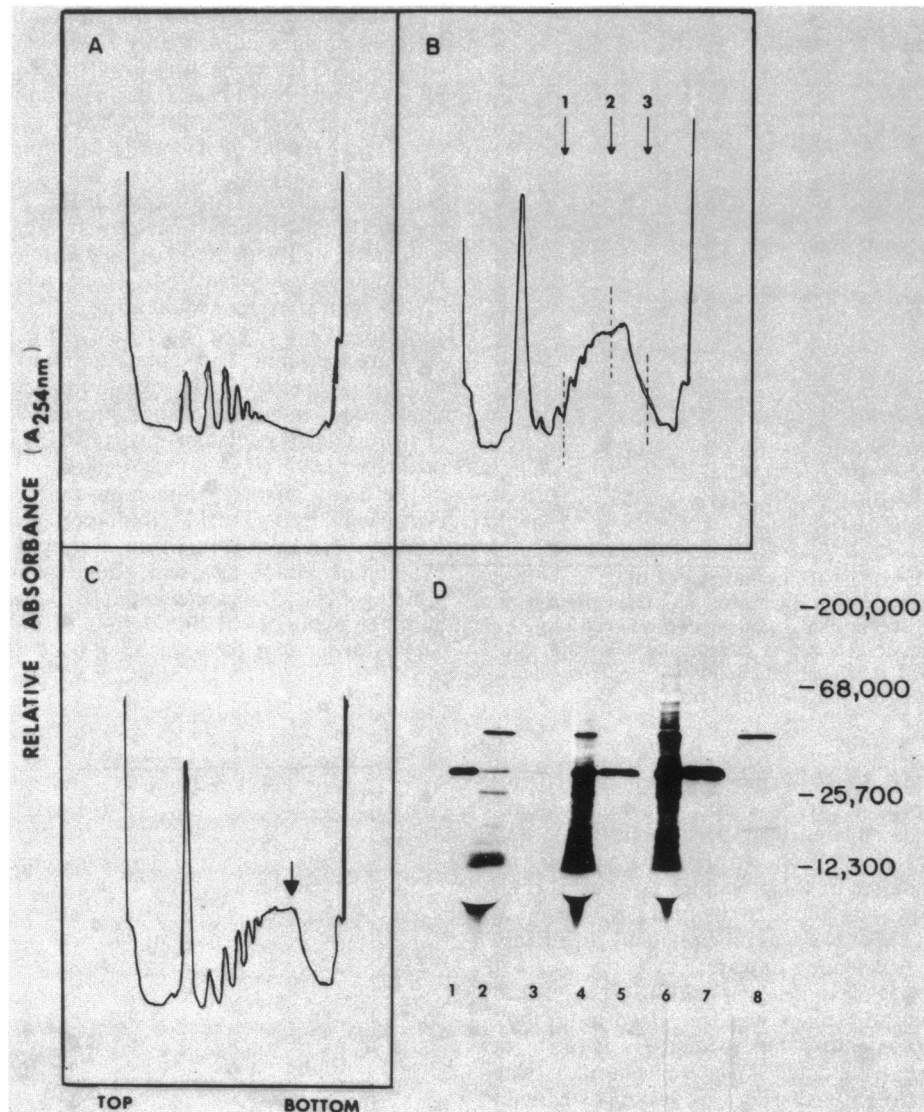 A
B
1 2 3
RELATIVE ABSORBANCE (A254nm)
C
D
-200,000
-68,000
-25,700
-12,300
1 2 3 4 5 6 7 8
TOP BOTTOM